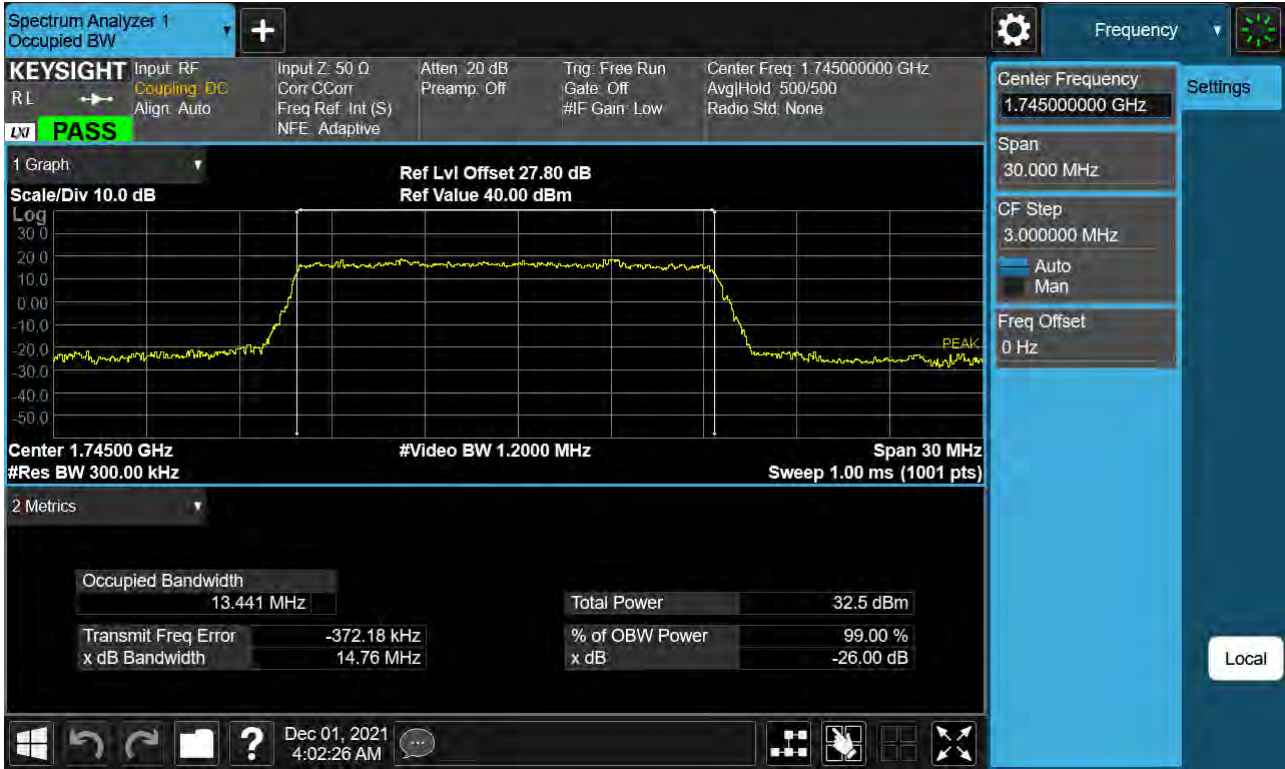 Spectrum Analyzer 1
Occupied BW
+
Frequency
KEYSIGHT
RL
LXI
PASS
Input: RF
Coupling: DC
Align: Auto
Input Z: 50 Ω
Corr CCorr
Freq Ref: Int (S)
NFE: Adaptive
Atten: 20 dB
Preamp: Off
Trig: Free Run
Gate: Off
#IF Gain: Low
Center Freq: 1.745000000 GHz
Avg|Hold: 500/500
Radio Std: None
Center Frequency
1.745000000 GHz
Settings
Span
30.000 MHz
CF Step
3.000000 MHz
Auto
Man
Freq Offset
0 Hz
1 Graph
Scale/Div 10.0 dB
Ref Lvl Offset 27.80 dB
Ref Value 40.00 dBm
Log
30.0
20.0
10.0
0.00
-10.0
-20.0
-30.0
-40.0
-50.0
PEAK
Center 1.74500 GHz
#Video BW 1.2000 MHz
Span 30 MHz
#Res BW 300.00 kHz
Sweep 1.00 ms (1001 pts)
2 Metrics
Occupied Bandwidth
13.441 MHz
Total Power 32.5 dBm
Transmit Freq Error -372.18 kHz
% of OBW Power 99.00 %
x dB Bandwidth 14.76 MHz
x dB -26.00 dB
Local
?
Dec 01, 2021
4:02:26 AM